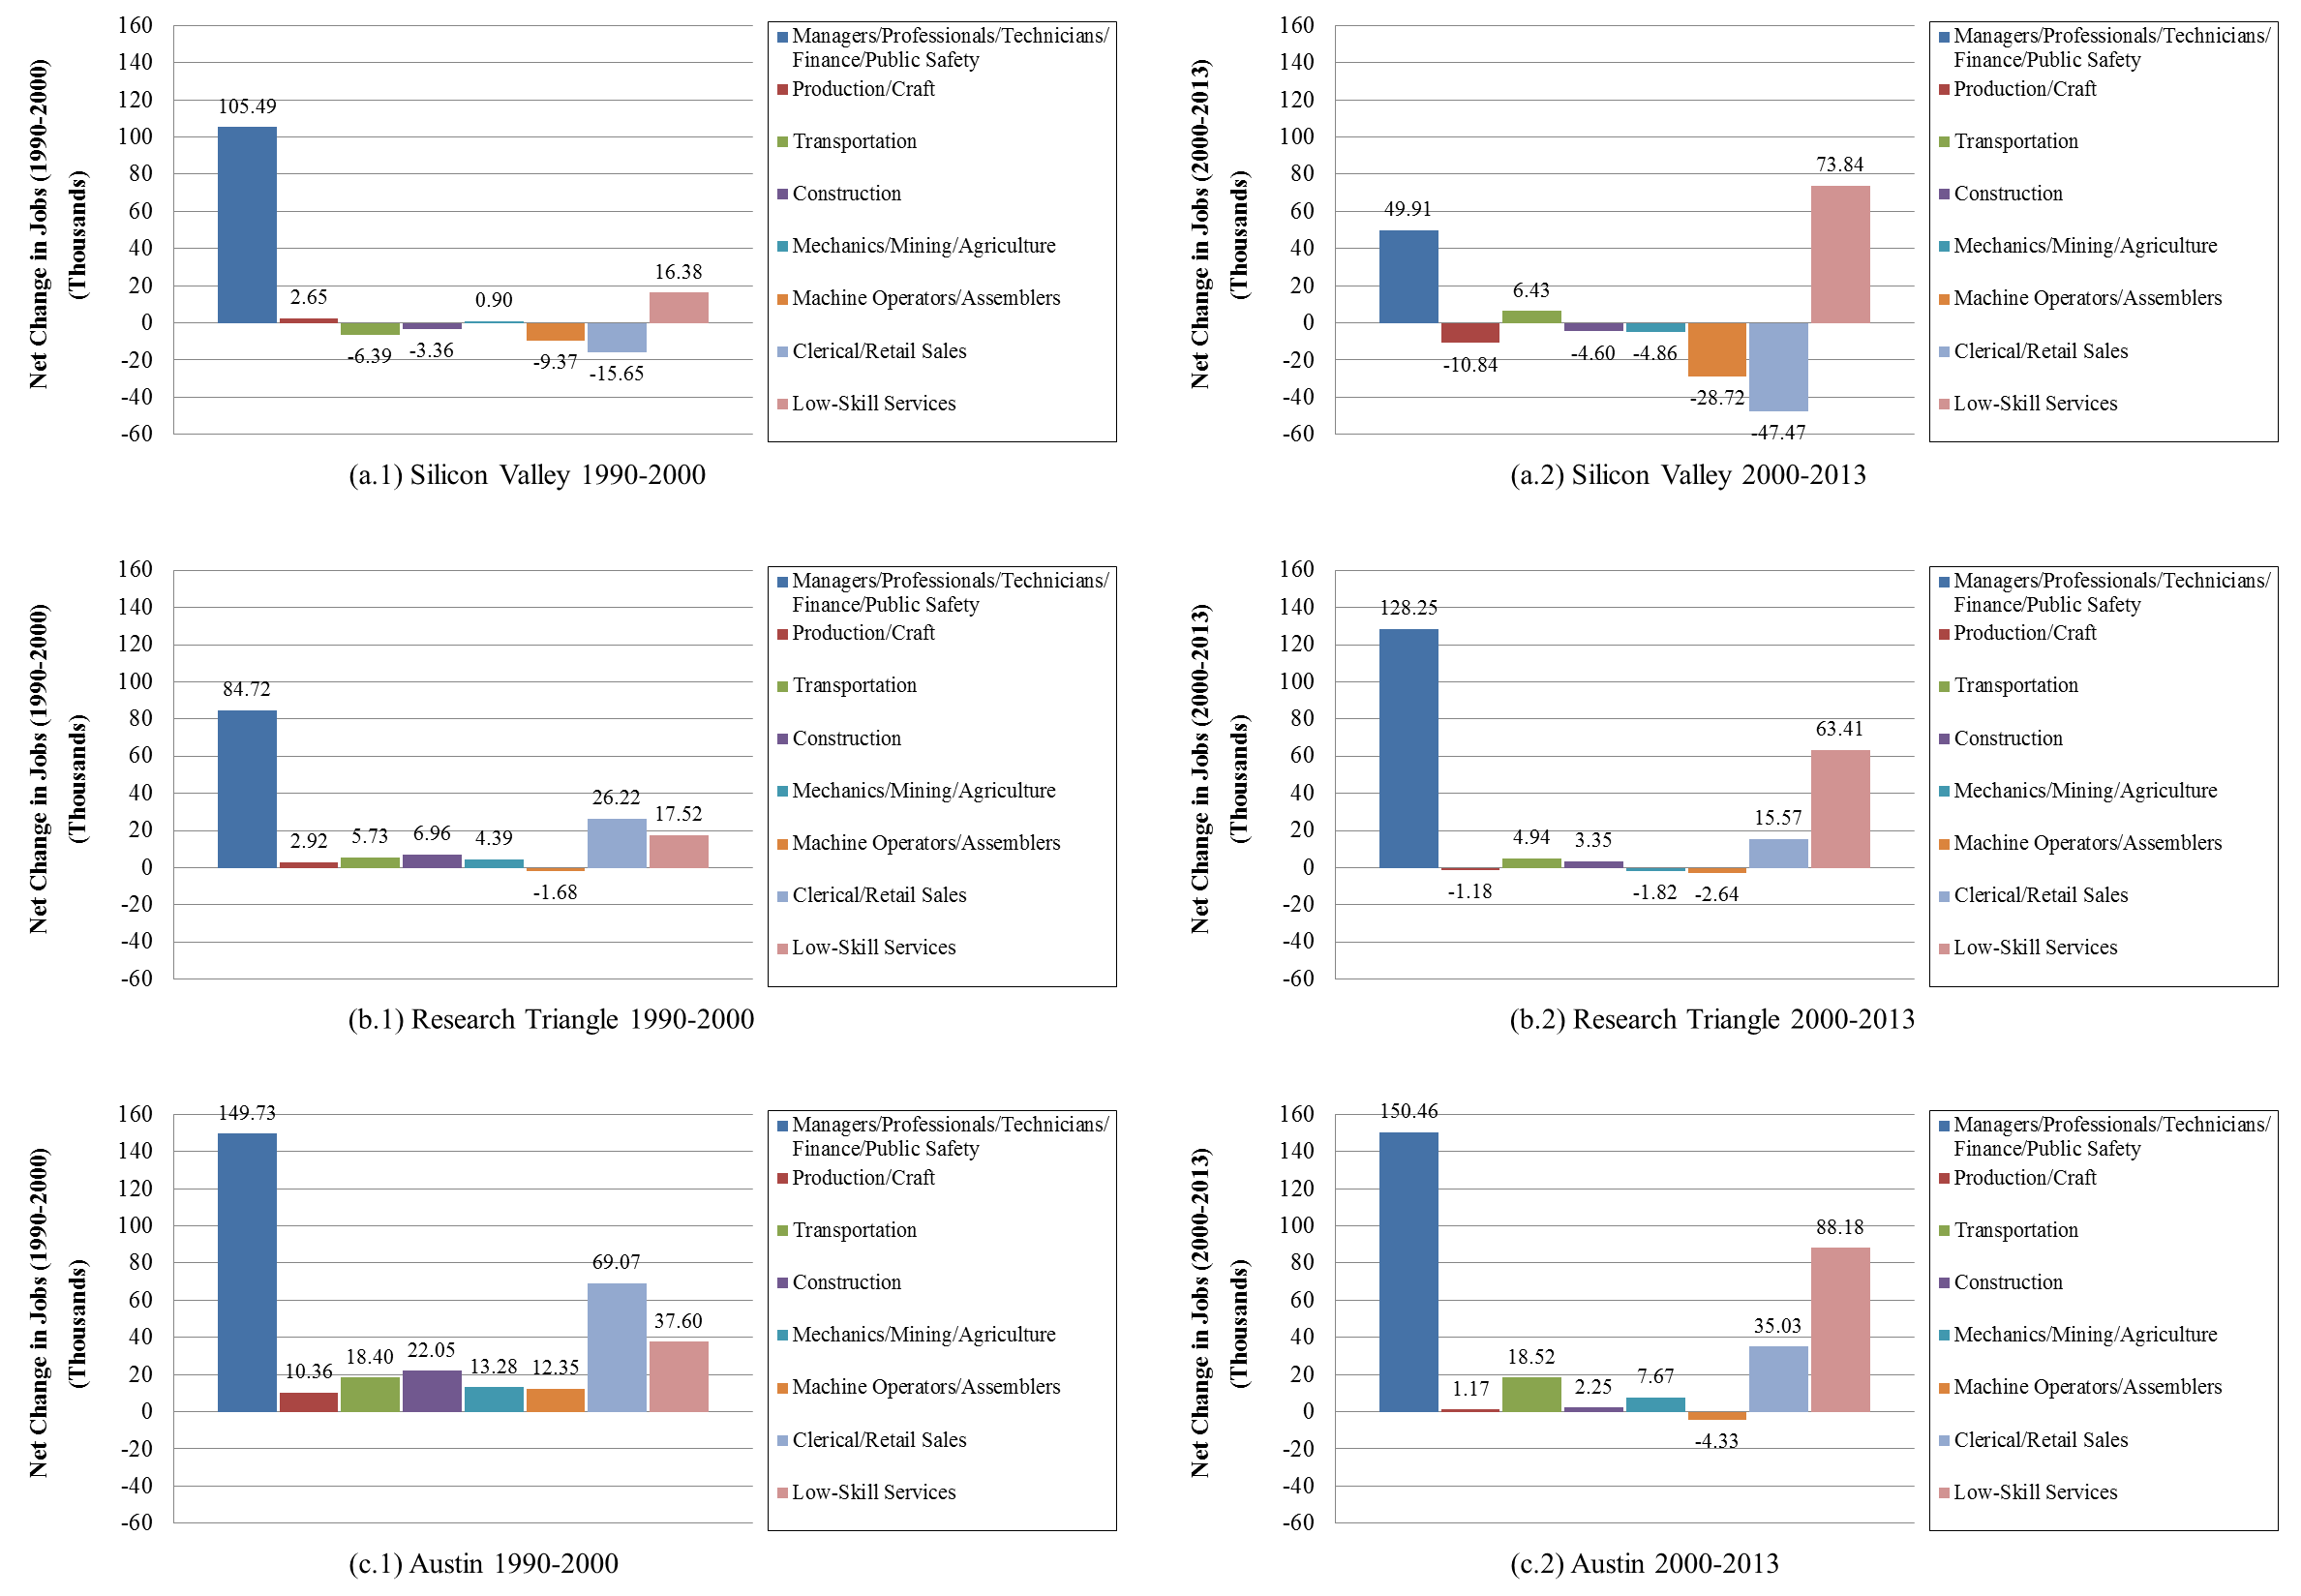 Net Change in Jobs (1990-2000)
(Thousands)
160
140
120
100
80
60
40
20
0
-20
-40
-60
105.49
2.65
-6.39
-3.36
0.90
-9.37
-15.65
16.38
Managers/Professionals/Technicians/
Finance/Public Safety
Production/Craft
Transportation
Construction
Mechanics/Mining/Agriculture
Machine Operators/Assemblers
Clerical/Retail Sales
Low-Skill Services
(a.1) Silicon Valley 1990-2000
Net Change in Jobs (2000-2013)
(Thousands)
160
140
120
100
80
60
40
20
0
-20
-40
-60
49.91
-10.84
6.43
-4.60
-4.86
-28.72
-47.47
73.84
Managers/Professionals/Technicians/
Finance/Public Safety
Production/Craft
Transportation
Construction
Mechanics/Mining/Agriculture
Machine Operators/Assemblers
Clerical/Retail Sales
Low-Skill Services
(a.2) Silicon Valley 2000-2013
Net Change in Jobs (1990-2000)
(Thousands)
160
140
120
100
80
60
40
20
0
-20
-40
-60
84.72
2.92
5.73
6.96
4.39
-1.68
26.22
17.52
Managers/Professionals/Technicians/
Finance/Public Safety
Production/Craft
Transportation
Construction
Mechanics/Mining/Agriculture
Machine Operators/Assemblers
Clerical/Retail Sales
Low-Skill Services
(b.1) Research Triangle 1990-2000
Net Change in Jobs (2000-2013)
(Thousands)
160
140
120
100
80
60
40
20
0
-20
-40
-60
128.25
-1.18
4.94
3.35
-1.82
-2.64
15.57
63.41
Managers/Professionals/Technicians/
Finance/Public Safety
Production/Craft
Transportation
Construction
Mechanics/Mining/Agriculture
Machine Operators/Assemblers
Clerical/Retail Sales
Low-Skill Services
(b.2) Research Triangle 2000-2013
Net Change in Jobs (1990-2000)
(Thousands)
160
140
120
100
80
60
40
20
0
-20
-40
-60
149.73
10.36
18.40
22.05
13.28
12.35
69.07
37.60
Managers/Professionals/Technicians/
Finance/Public Safety
Production/Craft
Transportation
Construction
Mechanics/Mining/Agriculture
Machine Operators/Assemblers
Clerical/Retail Sales
Low-Skill Services
(c.1) Austin 1990-2000
Net Change in Jobs (2000-2013)
(Thousands)
160
140
120
100
80
60
40
20
0
-20
-40
-60
150.46
1.17
18.52
2.25
7.67
-4.33
35.03
88.18
Managers/Professionals/Technicians/
Finance/Public Safety
Production/Craft
Transportation
Construction
Mechanics/Mining/Agriculture
Machine Operators/Assemblers
Clerical/Retail Sales
Low-Skill Services
(c.2) Austin 2000-2013